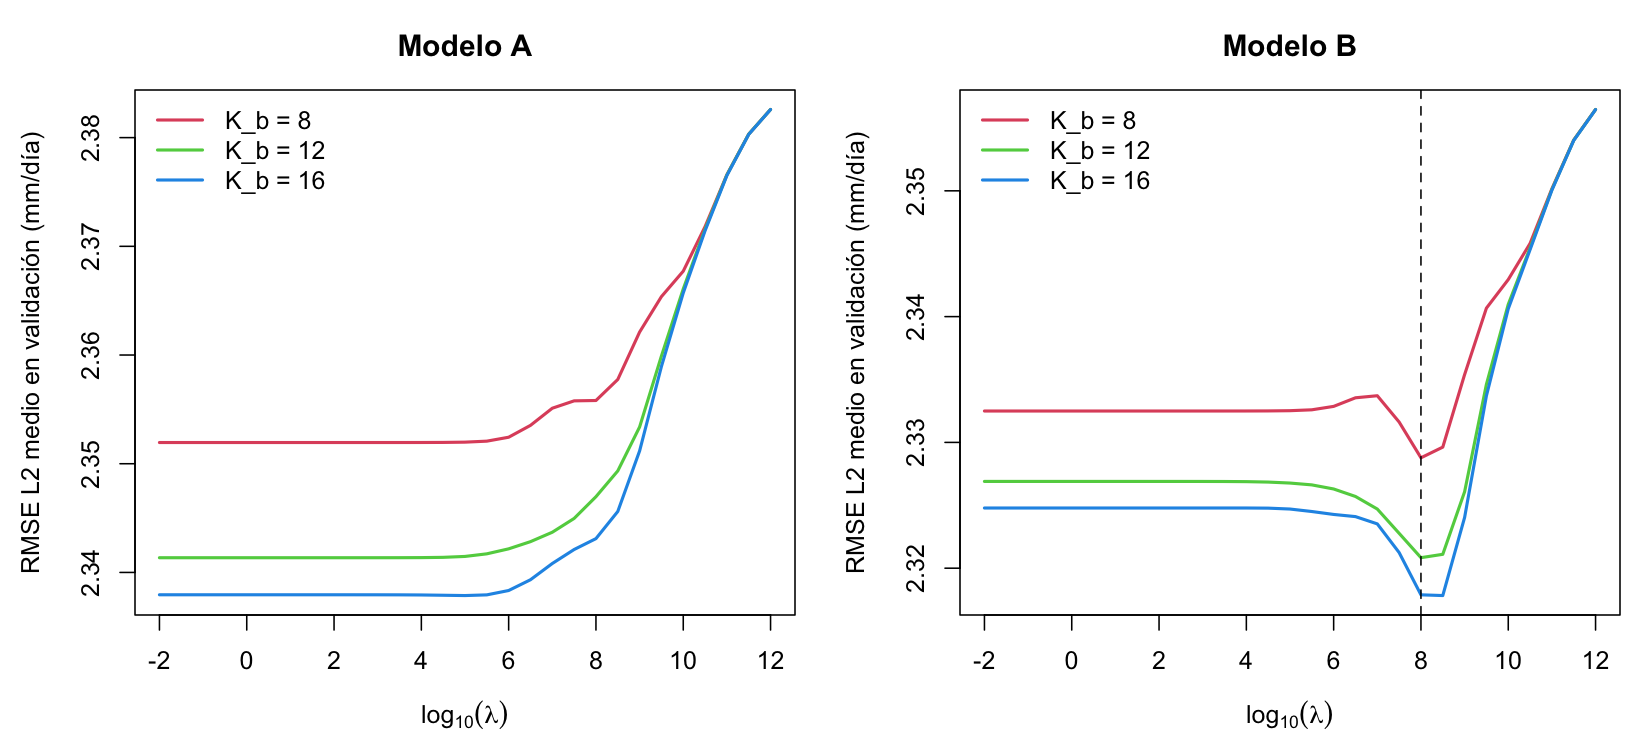 Modelo A
K_b = 8
K_b = 12
K_b = 16
RMSE L2 medio en validación (mm/día)
2.38
2.37
2.36
2.35
2.34
-2 0 2 4 6 8 10 12
log₁₀(λ)
Modelo B
K_b = 8
K_b = 12
K_b = 16
RMSE L2 medio en validación (mm/día)
2.35
2.34
2.33
2.32
-2 0 2 4 6 8 10 12
log₁₀(λ)